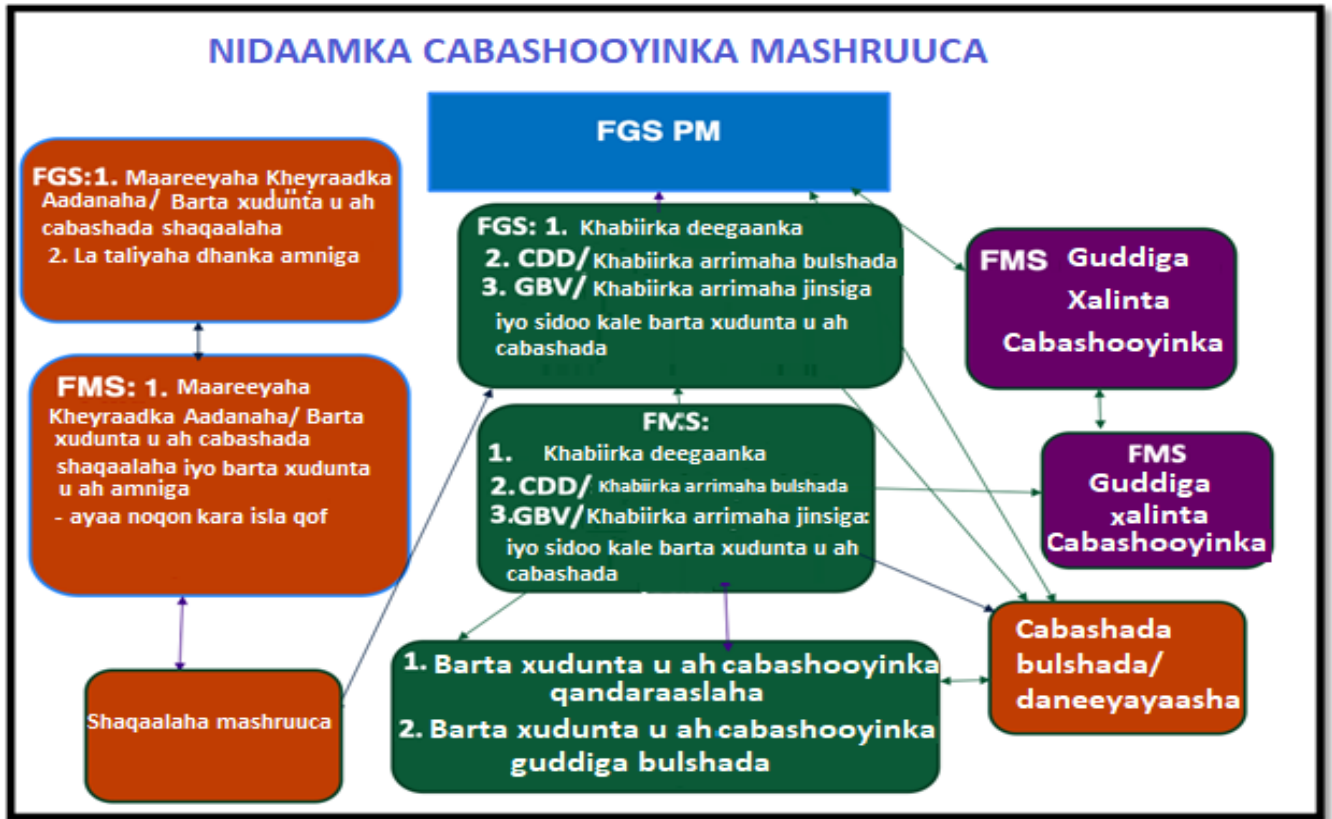 NIDAAMKA CABASHOOYINKA MASHRUUCA
FGS PM
FGS:1. Maareeyaha Kheyraadka
Aadanaha/ Barta xudunta u ah
cabashada shaqaalaha
2. La taliyaha dhanka amniga
FMS: 1. Maareeyaha
Kheyraadka Aadanaha/ Barta
xudunta u ah cabashada
shaqaalaha iyo barta xudunta
u ah amniga
- ayaa noqon kara isla qof
Shaqaalaha mashruuca
FGS: 1. Khabiirka deegaanka
2. CDD/ Khabiirka arrimaha bulshada
3. GBV/ Khabiirka arrimaha jinsiga
iyo sidoo kale barta xudunta u ah
cabashada
FMS:
1. Khabiirka deegaanka
2. CDD/ Khabiirka arrimaha bulshada
3.GBV/Khabiirka arrimaha jinsiga:
iyo sidoo kale barta xudunta u ah
cabashada
1. Barta xudunta u ah cabashooyinka
qandaraaslaha
2. Barta xudunta u ah cabashooyinka
guddiga bulshada
FMS Guddiga
Xalinta
Cabashooyinka
FMS
Guddiga
xalinta
Cabashooyinka
Cabashada
bulshada/
daneeyayaasha